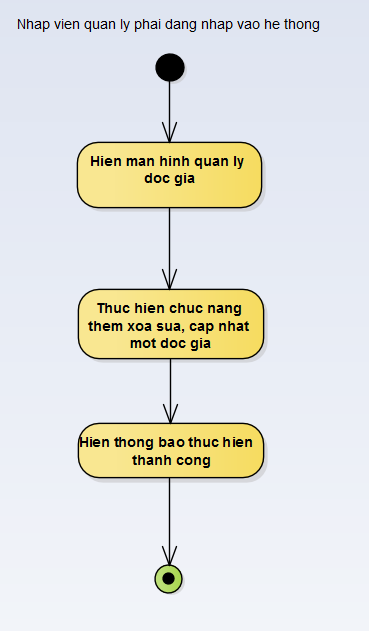 Nhap vien quan ly phai dang nhap vao he thong
Hien man hinh quan ly
doc gia
Thuc hien chuc nang
them xoa sua, cap nhat
mot doc gia
Hien thong bao thuc hien
thanh cong